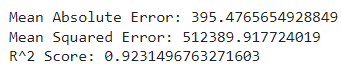 Mean Absolute Error: 395.4765654928849
Mean Squared Error: 512389.917724019
R^2 Score: 0.9231496763271603